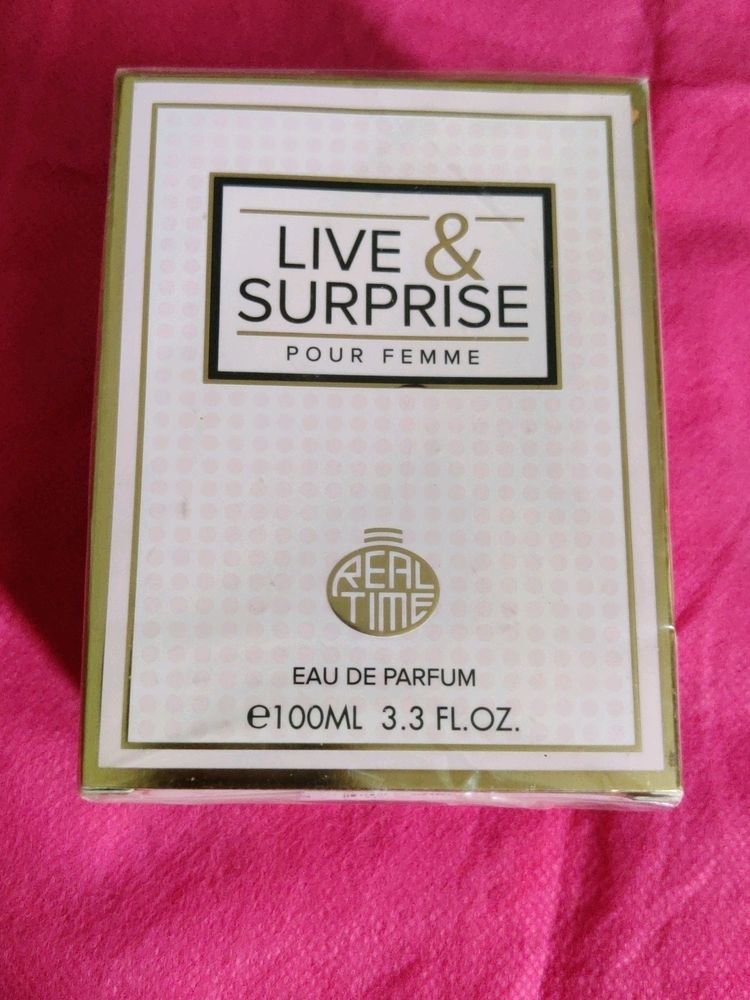 LIVE &
SURPRISE
POUR FEMME
REAL
TIME
EAU DE PARFUM
℮100ML 3.3 FL.OZ.